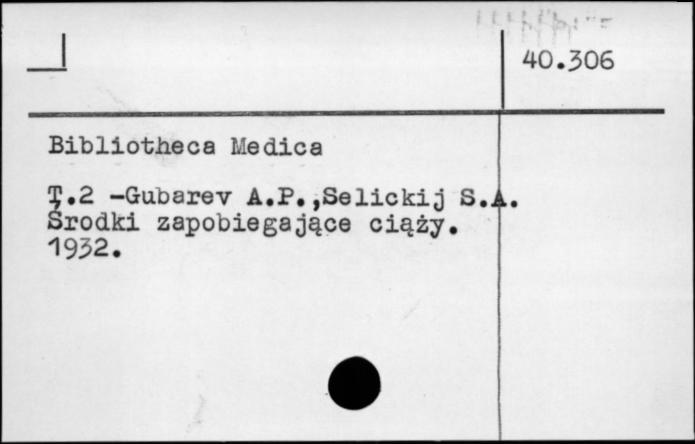 40.306
Bibliotheca Medica
T.2 -Gubarev A.P.,Selickij S.A.
Środki zapobiegające ciąży.
1932.